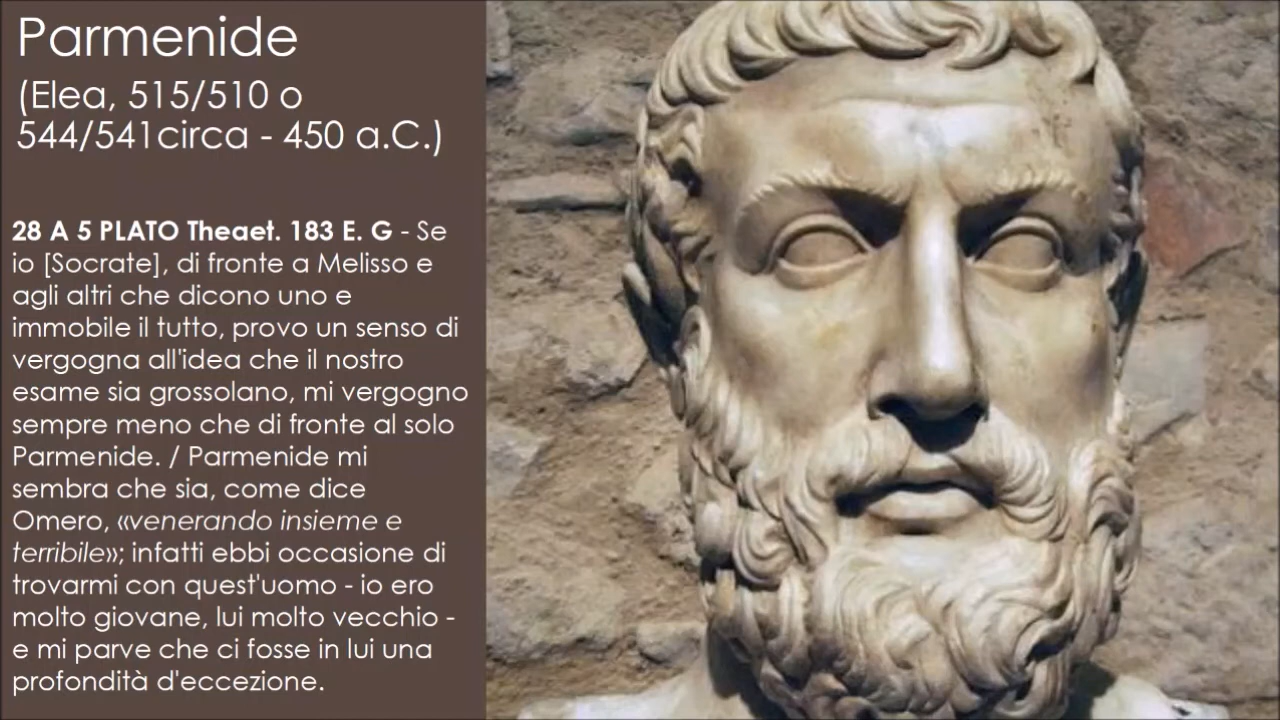 Parmenide
(Elea, 515/510 o
544/541circa - 450 a.C.)
28 A 5 PLATO Theaet. 183 E. G - Se
io [Socrate], di fronte a Melisso e
agli altri che dicono uno e
immobile il tutto, provo un senso di
vergogna all'idea che il nostro
esame sia grossolano, mi vergogno
sempre meno che di fronte al solo
Parmenide. / Parmenide mi
sembra che sia, come dice
Omero, «venerando insieme e
terribile»; infatti ebbi occasione di
trovarmi con quest'uomo - io ero
molto giovane, lui molto vecchio -
e mi parve che ci fosse in lui una
profondità d'eccezione.